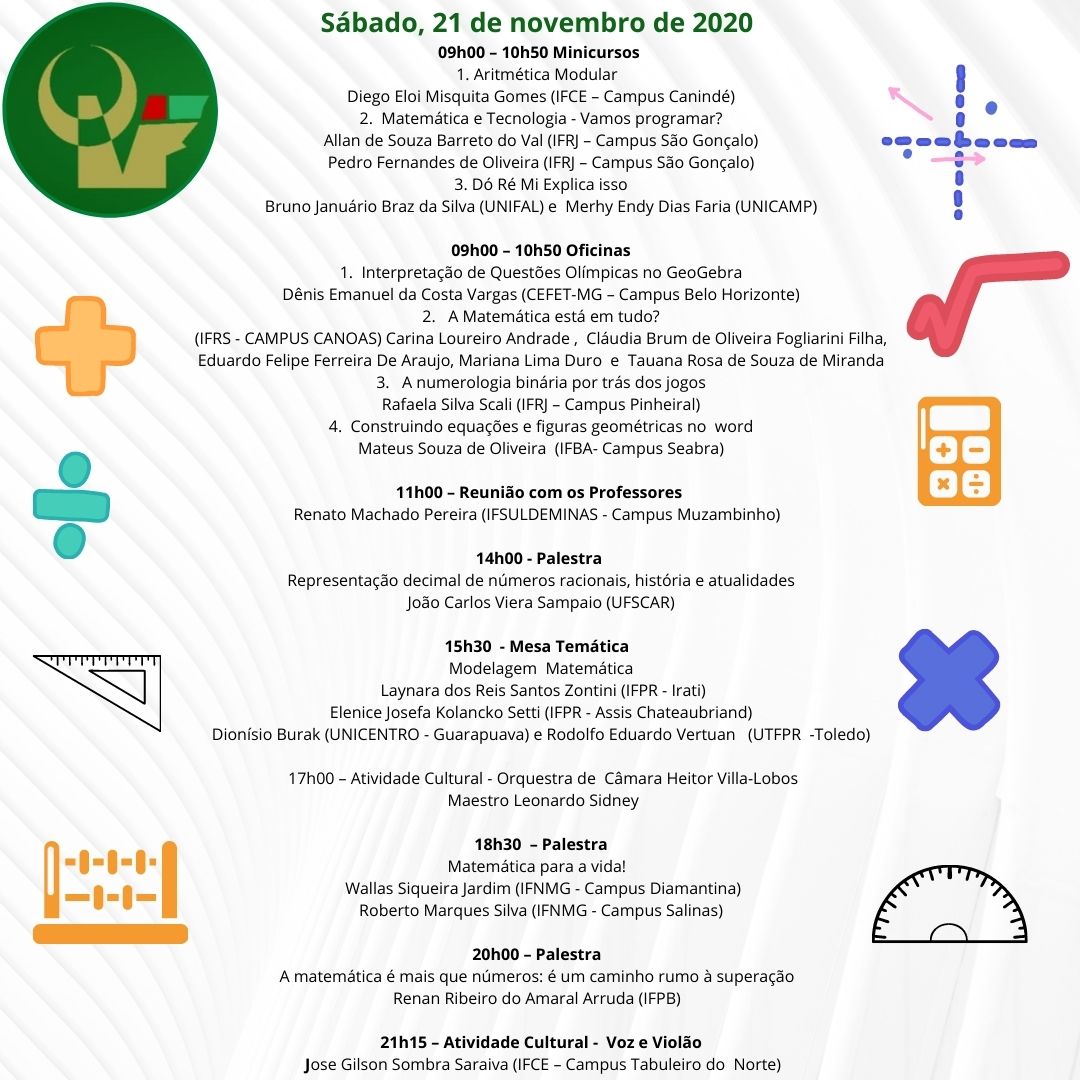 Sábado, 21 de novembro de 2020
09h00 – 10h50 Minicursos
1. Aritmética Modular
Diego Eloi Misquita Gomes (IFCE – Campus Canindé)
2. Matemática e Tecnologia - Vamos programar?
Allan de Souza Barreto do Val (IFRJ – Campus São Gonçalo)
Pedro Fernandes de Oliveira (IFRJ – Campus São Gonçalo)
3. Dó Ré Mi Explica isso
Bruno Januário Braz da Silva (UNIFAL) e Merhy Endy Dias Faria (UNICAMP)
09h00 – 10h50 Oficinas
1. Interpretação de Questões Olímpicas no GeoGebra
Dênis Emanuel da Costa Vargas (CEFET-MG – Campus Belo Horizonte)
2. A Matemática está em tudo?
(IFRS - CAMPUS CANOAS) Carina Loureiro Andrade , Cláudia Brum de Oliveira Fogliarini Filha,
Eduardo Felipe Ferreira De Araujo, Mariana Lima Duro e Tauana Rosa de Souza de Miranda
3. A numerologia binária por trás dos jogos
Rafaela Silva Scali (IFRJ – Campus Pinheiral)
4. Construindo equações e figuras geométricas no word
Mateus Souza de Oliveira (IFBA- Campus Seabra)
11h00 – Reunião com os Professores
Renato Machado Pereira (IFSULDEMINAS - Campus Muzambinho)
14h00 - Palestra
Representação decimal de números racionais, história e atualidades
João Carlos Viera Sampaio (UFSCAR)
15h30 - Mesa Temática
Modelagem Matemática
Laynara dos Reis Santos Zontini (IFPR - Irati)
Elenice Josefa Kolancko Setti (IFPR - Assis Chateaubriand)
Dionísio Burak (UNICENTRO - Guarapuava) e Rodolfo Eduardo Vertuan (UTFPR -Toledo)
17h00 – Atividade Cultural - Orquestra de Câmara Heitor Villa-Lobos
Maestro Leonardo Sidney
18h30 – Palestra
Matemática para a vida!
Wallas Siqueira Jardim (IFNMG - Campus Diamantina)
Roberto Marques Silva (IFNMG - Campus Salinas)
20h00 – Palestra
A matemática é mais que números: é um caminho rumo à superação
Renan Ribeiro do Amaral Arruda (IFPB)
21h15 – Atividade Cultural - Voz e Violão
Jose Gilson Sombra Saraiva (IFCE – Campus Tabuleiro do Norte)